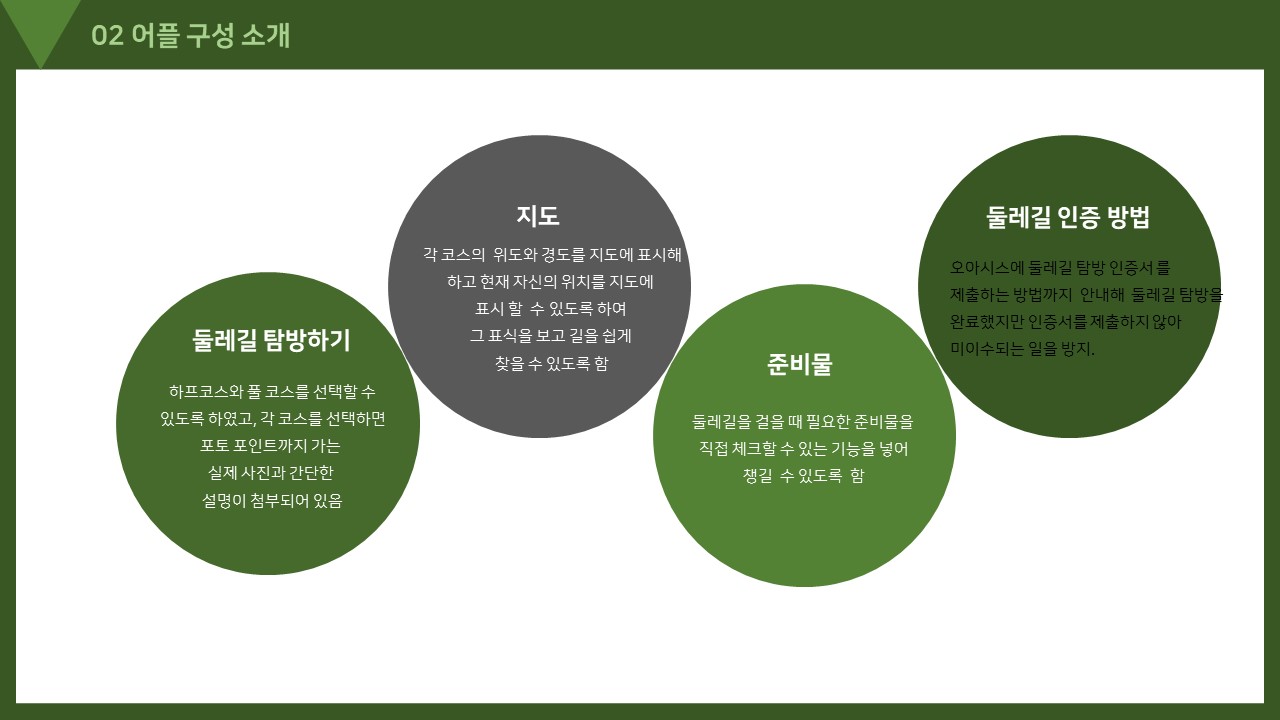 02 어플 구성 소개
둘레길 탐방하기
하프코스와 풀 코스를 선택할 수
있도록 하였고, 각 코스를 선택하면
포토 포인트까지 가는
실제 사진과 간단한
설명이 첨부되어 있음
지도
각 코스의 위도와 경도를 지도에 표시해
하고 현재 자신의 위치를 지도에
표시 할 수 있도록 하여
그 표식을 보고 길을 쉽게
찾을 수 있도록 함
준비물
둘레길을 걸을 때 필요한 준비물을
직접 체크할 수 있는 기능을 넣어
챙길 수 있도록 함
둘레길 인증 방법
오아시스에 둘레길 탐방 인증서 를
제출하는 방법까지 안내해 둘레길 탐방을
완료했지만 인증서를 제출하지 않아
미이수되는 일을 방지.